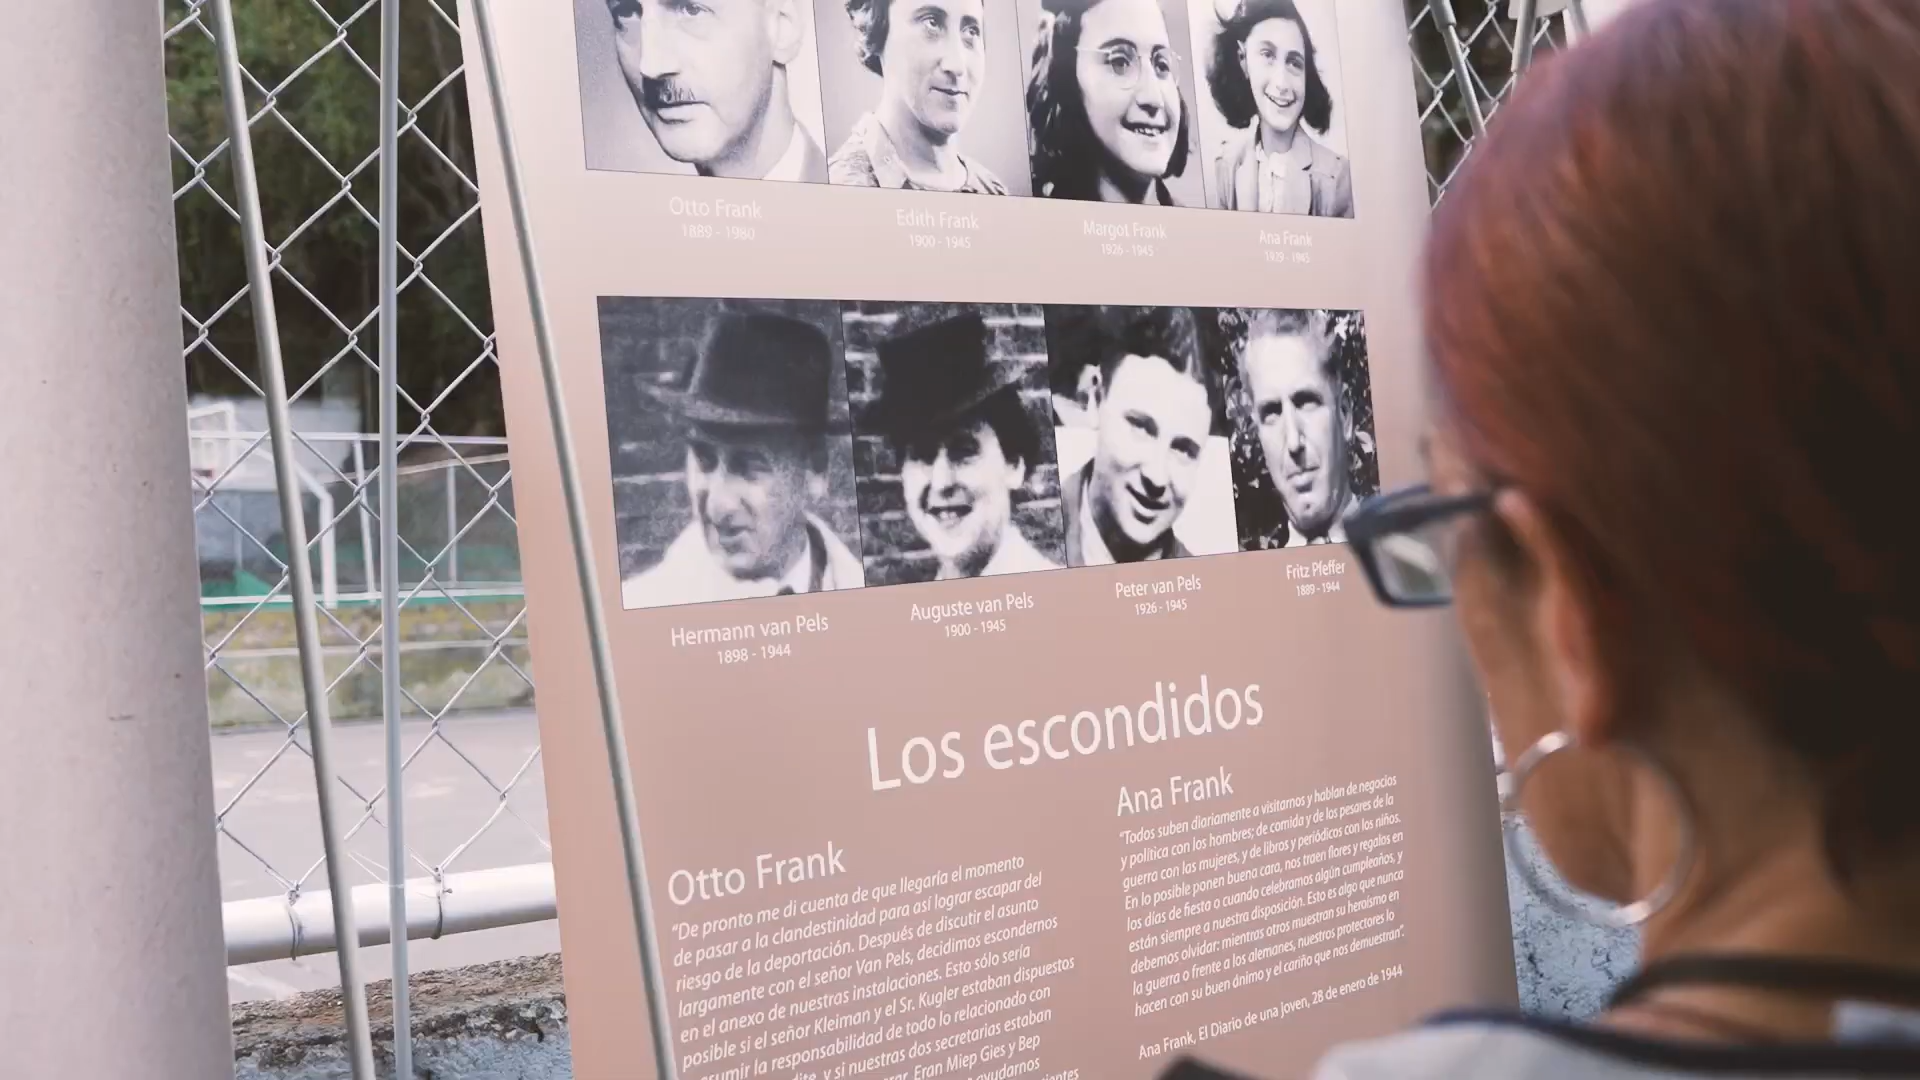 Otto Frank
1889 - 1980
Edith Frank
1900 - 1945
Margot Frank
1926 - 1945
Ana Frank
1929 - 1945
Hermann van Pels
1898 - 1944
Auguste van Pels
1900 - 1945
Peter van Pels
1926 - 1945
Fritz Pfeffer
1889 - 1944
Los escondidos
Otto Frank
“De pronto me di cuenta de que llegaría el momento
de pasar a la clandestinidad para así lograr escapar del
riesgo de la deportación. Después de discutir el asunto
largamente con el señor Van Pels, decidimos escondernos
en el anexo de nuestras instalaciones. Esto sólo sería
posible si el señor Kleiman y el Sr. Kugler estaban dispuestos
la responsabilidad de todo lo relacionado con
y si nuestras dos secretarias estaban
Eran Miep Gies y Bep
ayudarnos
Ana Frank
“Todos suben diariamente a visitarnos y hablan de negocios
y política con los hombres; de comida y de los pesares de la
guerra con las mujeres, y de libros y periódicos con los niños.
En lo posible ponen buena cara, nos traen flores y regalos en
los días de fiesta o cuando celebramos algún cumpleaños, y
están siempre a nuestra disposición. Esto es algo que nunca
debemos olvidar: mientras otros muestran su heroísmo en
la guerra o frente a los alemanes, nuestros protectores lo
hacen con su buen ánimo y el cariño que nos demuestran”.
Ana Frank, El Diario de una joven, 28 de enero de 1944